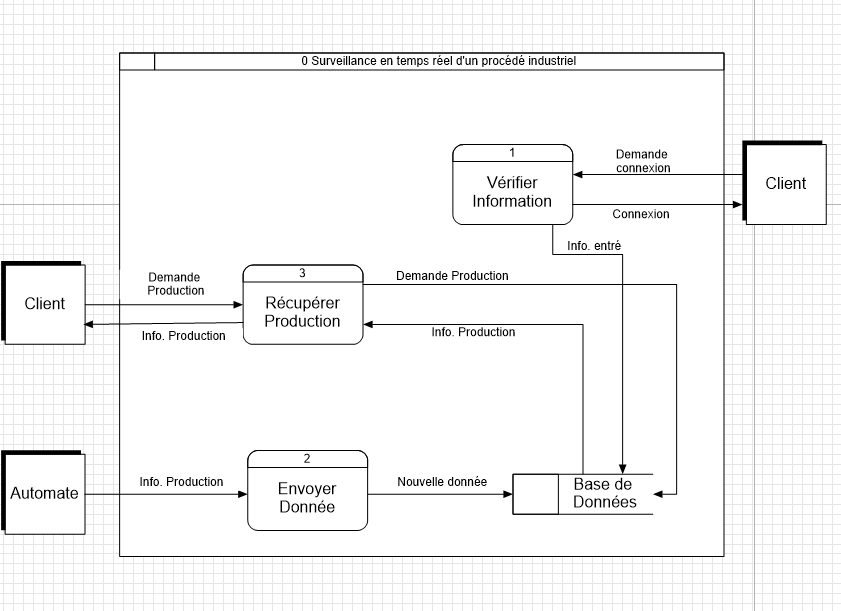 0 Surveillance en temps réel d'un procédé industriel
1
Vérifier
Information
Demande
connexion
Client
Connexion
Info. entré
Client
Demande
Production
3
Récupérer
Production
Demande Production
Info. Production
Info. Production
Automate
Info. Production
2
Envoyer
Donnée
Nouvelle donnée
Base de
Données